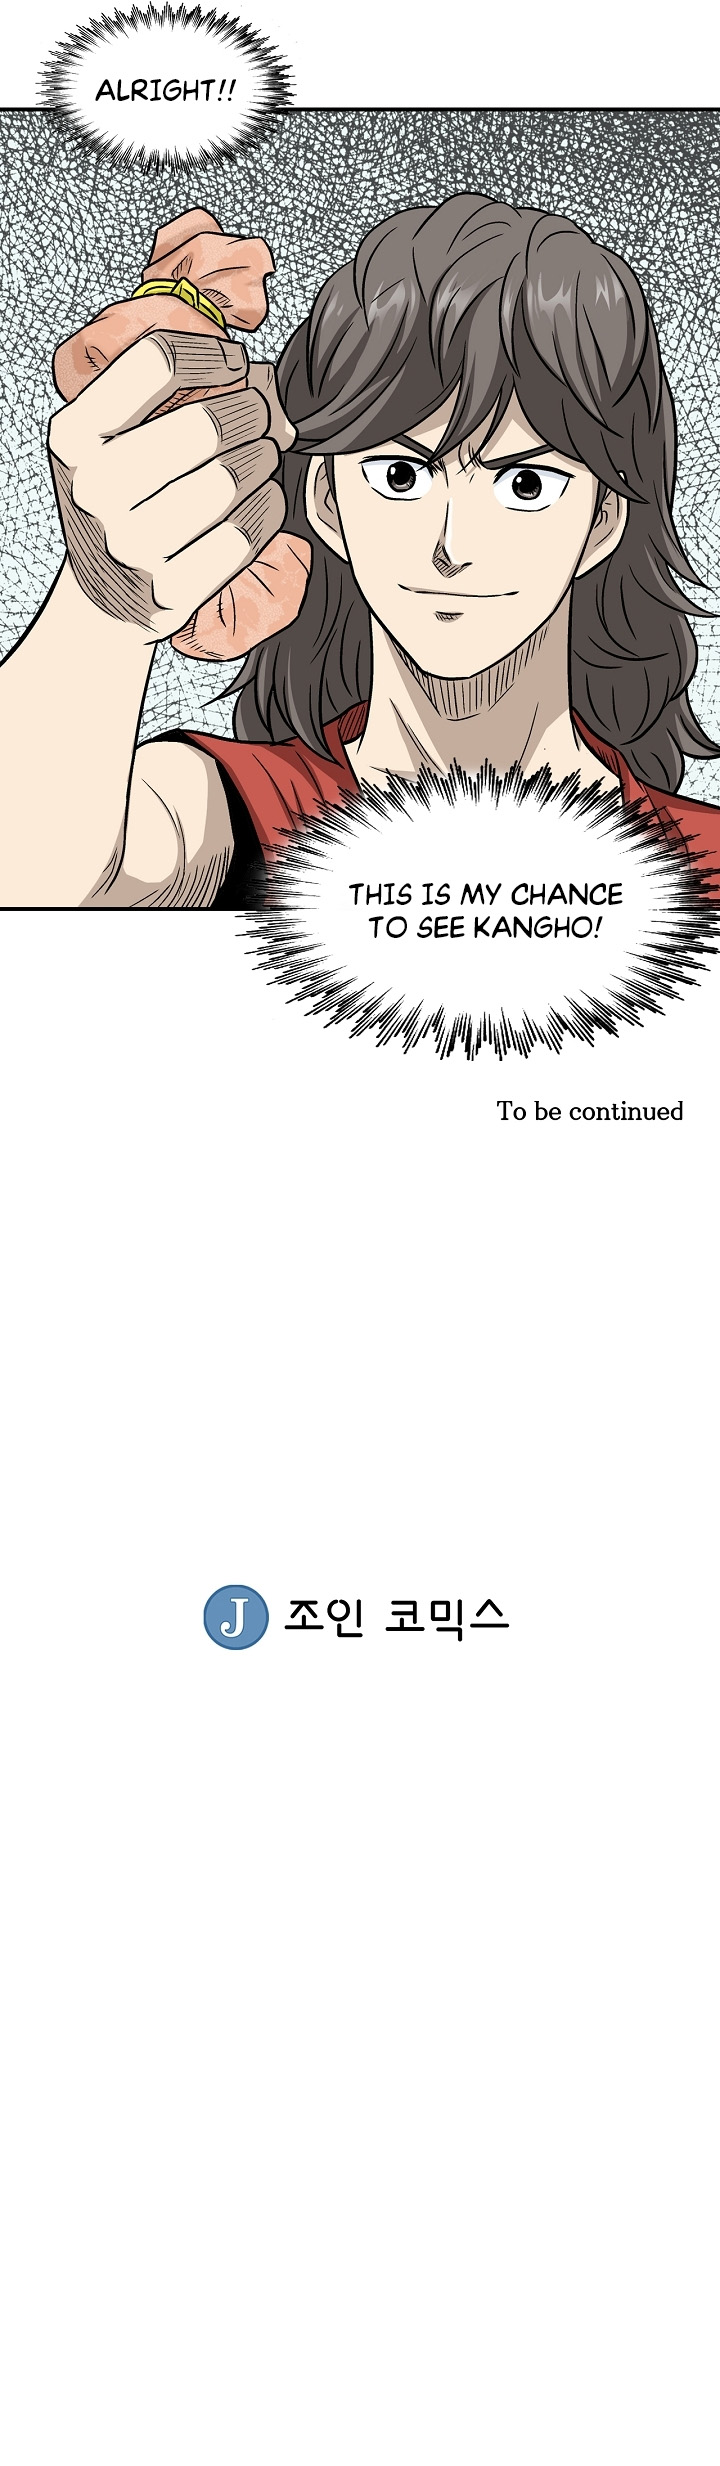 ALRIGHT!!
THIS IS MY CHANCE
TO SEE KANGHO!
To be continued
J 조인 코믹스